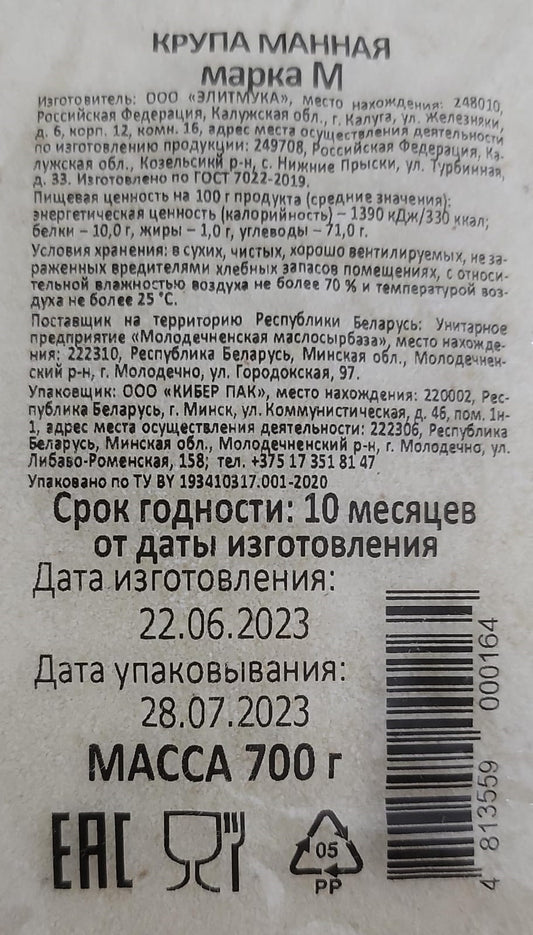 КРУПА МАННАЯ
марка М
Изготовитель: ООО «ЭЛИТМУКА», место нахождения: 248010,
Российская Федерация, Калужская обл., г. Калуга, ул. Железняки,
д. 6, корп. 12, комн. 16, адрес места осуществления деятельности
по изготовлению продукции: 249708, Российская Федерация, Ка-
лужская обл., Козельсикй р-н, с. Нижние Прыски, ул. Турбинная,
д. 33. Изготовлено по ГОСТ 7022-2019.
Пищевая ценность на 100 г продукта (средние значения):
энергетическая ценность (калорийность) – 1390 кДж/330 ккал;
белки – 10,0 г, жиры – 1,0 г, углеводы – 71,0 г.
Условия хранения: в сухих, чистых, хорошо вентилируемых, не за-
раженных вредителями хлебных запасов помещениях, с относи-
тельной влажностью воздуха не более 70 % и температурой воз-
духа не более 25 °С.
Поставщик на территорию Республики Беларусь: Унитарное
предприятие «Молодечненская маслосырбаза», место нахожде-
ния: 222310, Республика Беларусь, Минская обл., Молодечнен-
ский р-н, г. Молодечно, ул. Городокская, 97.
Упаковщик: ООО «КИБЕР ПАК», место нахождения: 220002, Рес-
публика Беларусь, г. Минск, ул. Коммунистическая, д. 46, пом. 1н-
1, адрес места осуществления деятельности: 222306, Республика
Беларусь, Минская обл., Молодечненский р-н, г. Молодечно, ул.
Либаво-Роменская, 158; тел. +375 17 351 81 47
Упаковано по ТУ BY 193410317.001-2020
Срок годности: 10 месяцев
от даты изготовления
Дата изготовления:
22.06.2023
Дата упаковывания:
28.07.2023
МАССА 700 г
EAC
05
PP
4 813559 000164